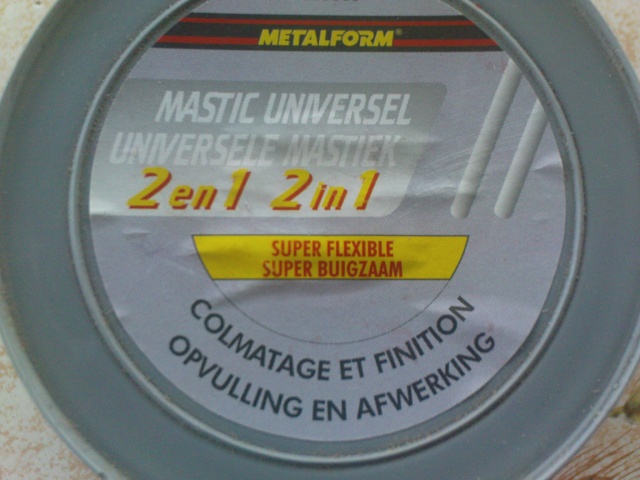 METALFORM®
MASTIC UNIVERSEL
UNIVERSELE MASTIEK
2 en 1 2 in 1
SUPER FLEXIBLE
SUPER BUIGZAAM
COLMATAGE ET FINITION
OPVULLING EN AFWERKING